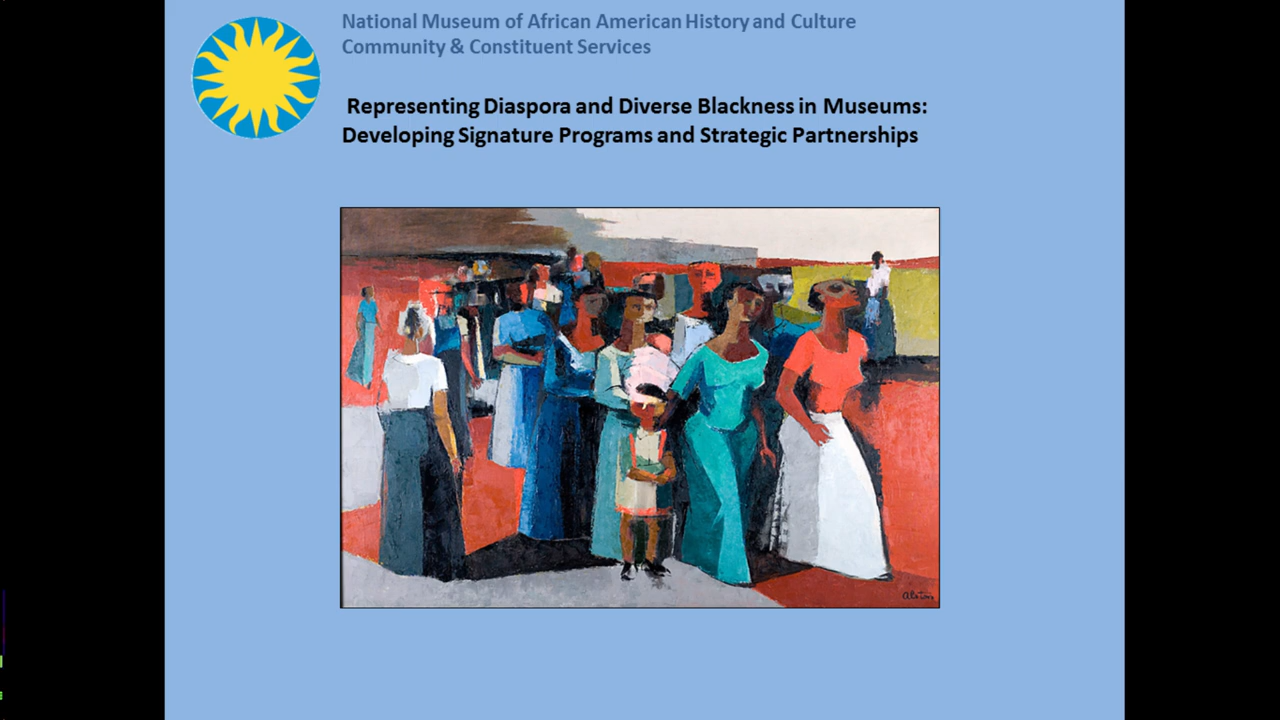 National Museum of African American History and Culture
Community & Constituent Services
Representing Diaspora and Diverse Blackness in Museums:
Developing Signature Programs and Strategic Partnerships
Alston